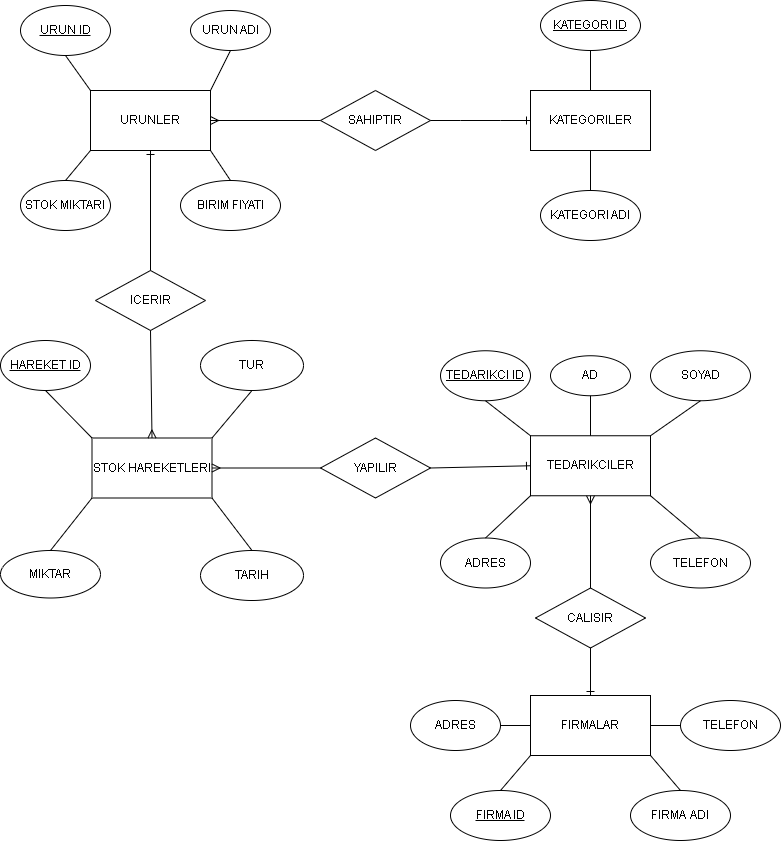 URUN ID
URUN ADI
KATEGORI ID
URUNLER
SAHIPTIR
KATEGORILER
STOK MIKTARI
BIRIM FIYATI
KATEGORI ADI
ICERIR
HAREKET ID
TUR
TEDARIKCI ID
AD
SOYAD
STOK HAREKETLERI
YAPILIR
TEDARIKCILER
MIKTAR
TARIH
ADRES
TELEFON
CALISIR
ADRES
FIRMALAR
TELEFON
FIRMA ID
FIRMA ADI